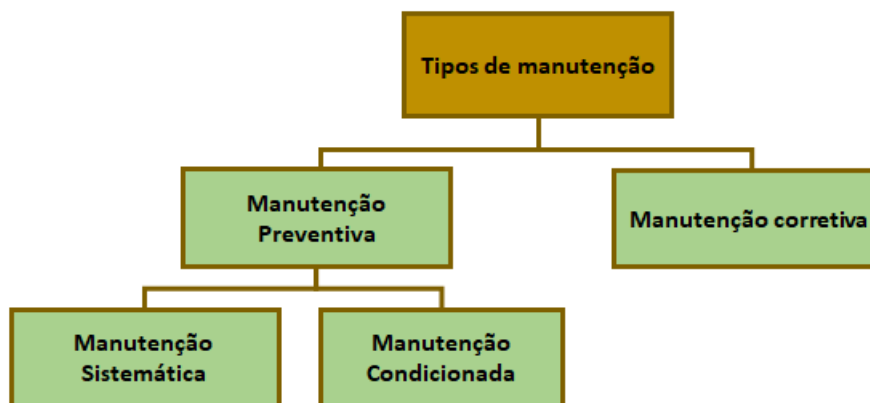 Tipos de manutenção
Manutenção
Preventiva
Manutenção corretiva
Manutenção
Sistemática
Manutenção
Condicionada